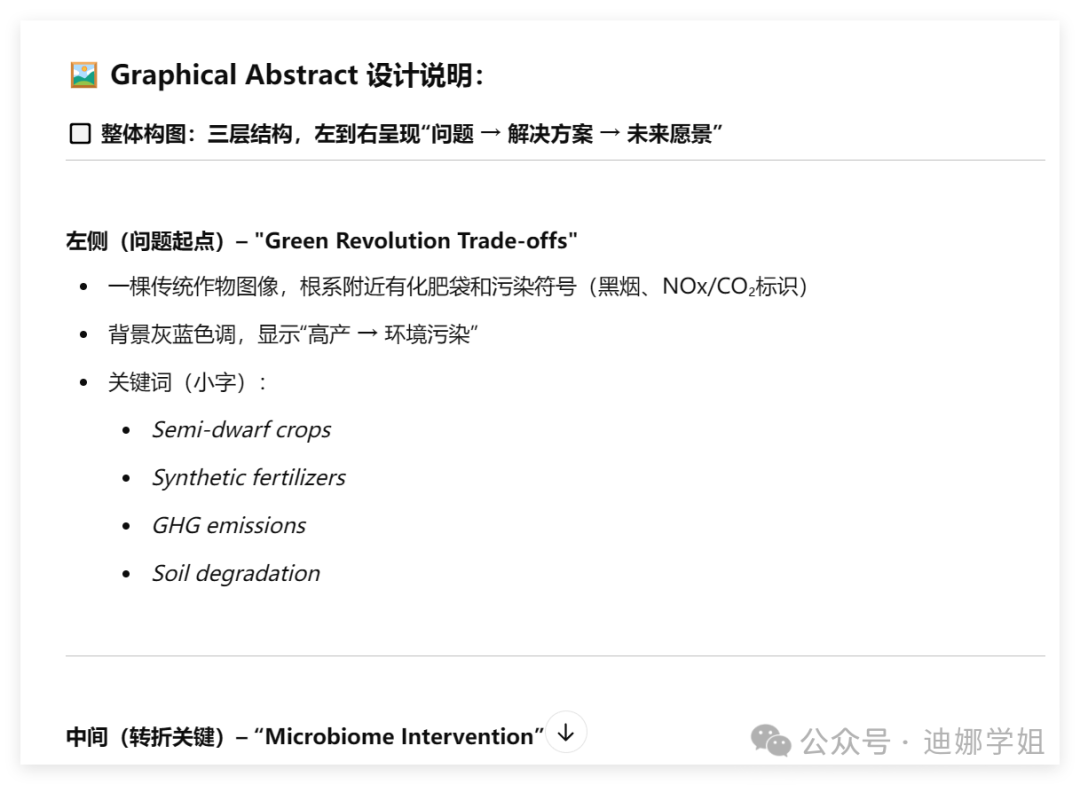 Graphical Abstract 设计说明：
整体构图：三层结构，左到右呈现“问题 → 解决方案 → 未来愿景”
左侧（问题起点）– "Green Revolution Trade-offs"
一棵传统作物图像，根系附近有化肥袋和污染符号（黑烟、NOx/CO₂标识）
背景灰蓝色调，显示“高产 → 环境污染”
关键词（小字）：
Semi-dwarf crops
Synthetic fertilizers
GHG emissions
Soil degradation
中间（转折关键）– “Microbiome Intervention”
公众号 · 迪娜学姐